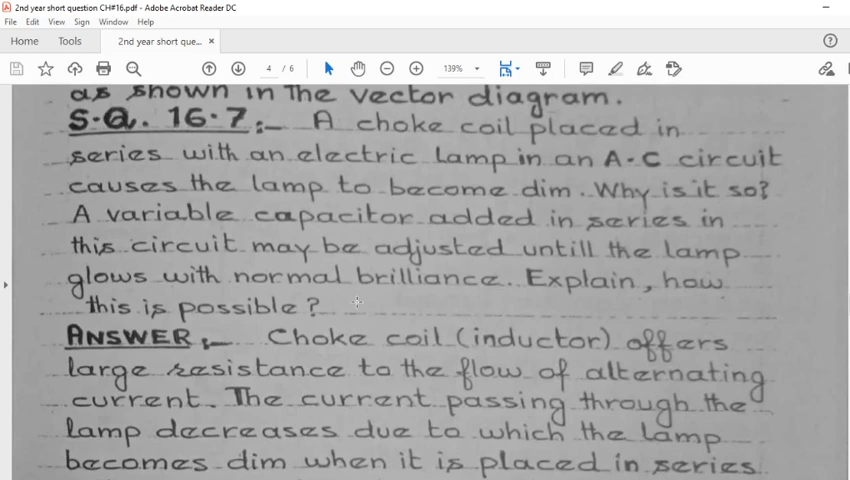 2nd year short question CH#16.pdf - Adobe Acrobat Reader DC
File Edit View Sign Window Help
Home Tools 2nd year short que... ×
4 / 6 139%
as shown in The vector diagram.
S.Q. 16.7:- A choke coil placed in
series with an electric lamp in an A.C circuit
causes the lamp to become dim. Why is it so?
A variable capacitor added in series in
this circuit may be adjusted untill the lamp
glows with normal brilliance. Explain, how
this is possible?
ANSWER:- Choke coil (inductor) offers
large resistance to the flow of alternating
current. The current passing through the
lamp decreases due to which the lamp
becomes dim when it is placed in series